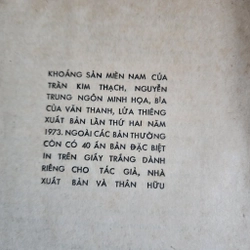 KHOÁNG SẢN MIỀN NAM CỦA
TRẦN KIM THẠCH, NGUYỄN
TRUNG NGÔN MINH HỌA, BÌA
CỦA VĂN THANH, LỬA THIÊNG
XUẤT BẢN LẦN THỨ HAI NĂM
1973. NGOÀI CÁC BẢN THƯỜNG
CÒN CÓ 40 ẤN BẢN ĐẶC BIỆT
IN TRÊN GIẤY TRẮNG DÀNH
RIÊNG CHO TÁC GIẢ, NHÀ
XUẤT BẢN VÀ THÂN HỮU